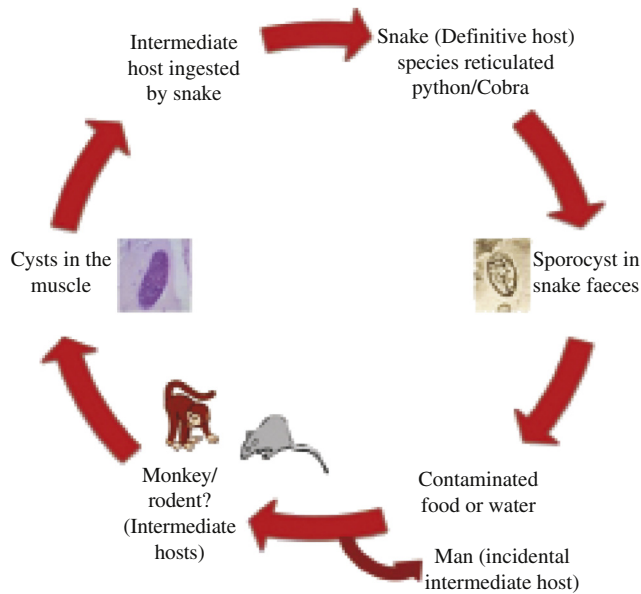 Intermediate
host ingested
by snake
Snake (Definitive host)
species reticulated
python/Cobra
Sporocyst in
snake faeces
Contaminated
food or water
Man (incidental
intermediate host)
Monkey/
rodent?
(Intermediate
hosts)
Cysts in the
muscle